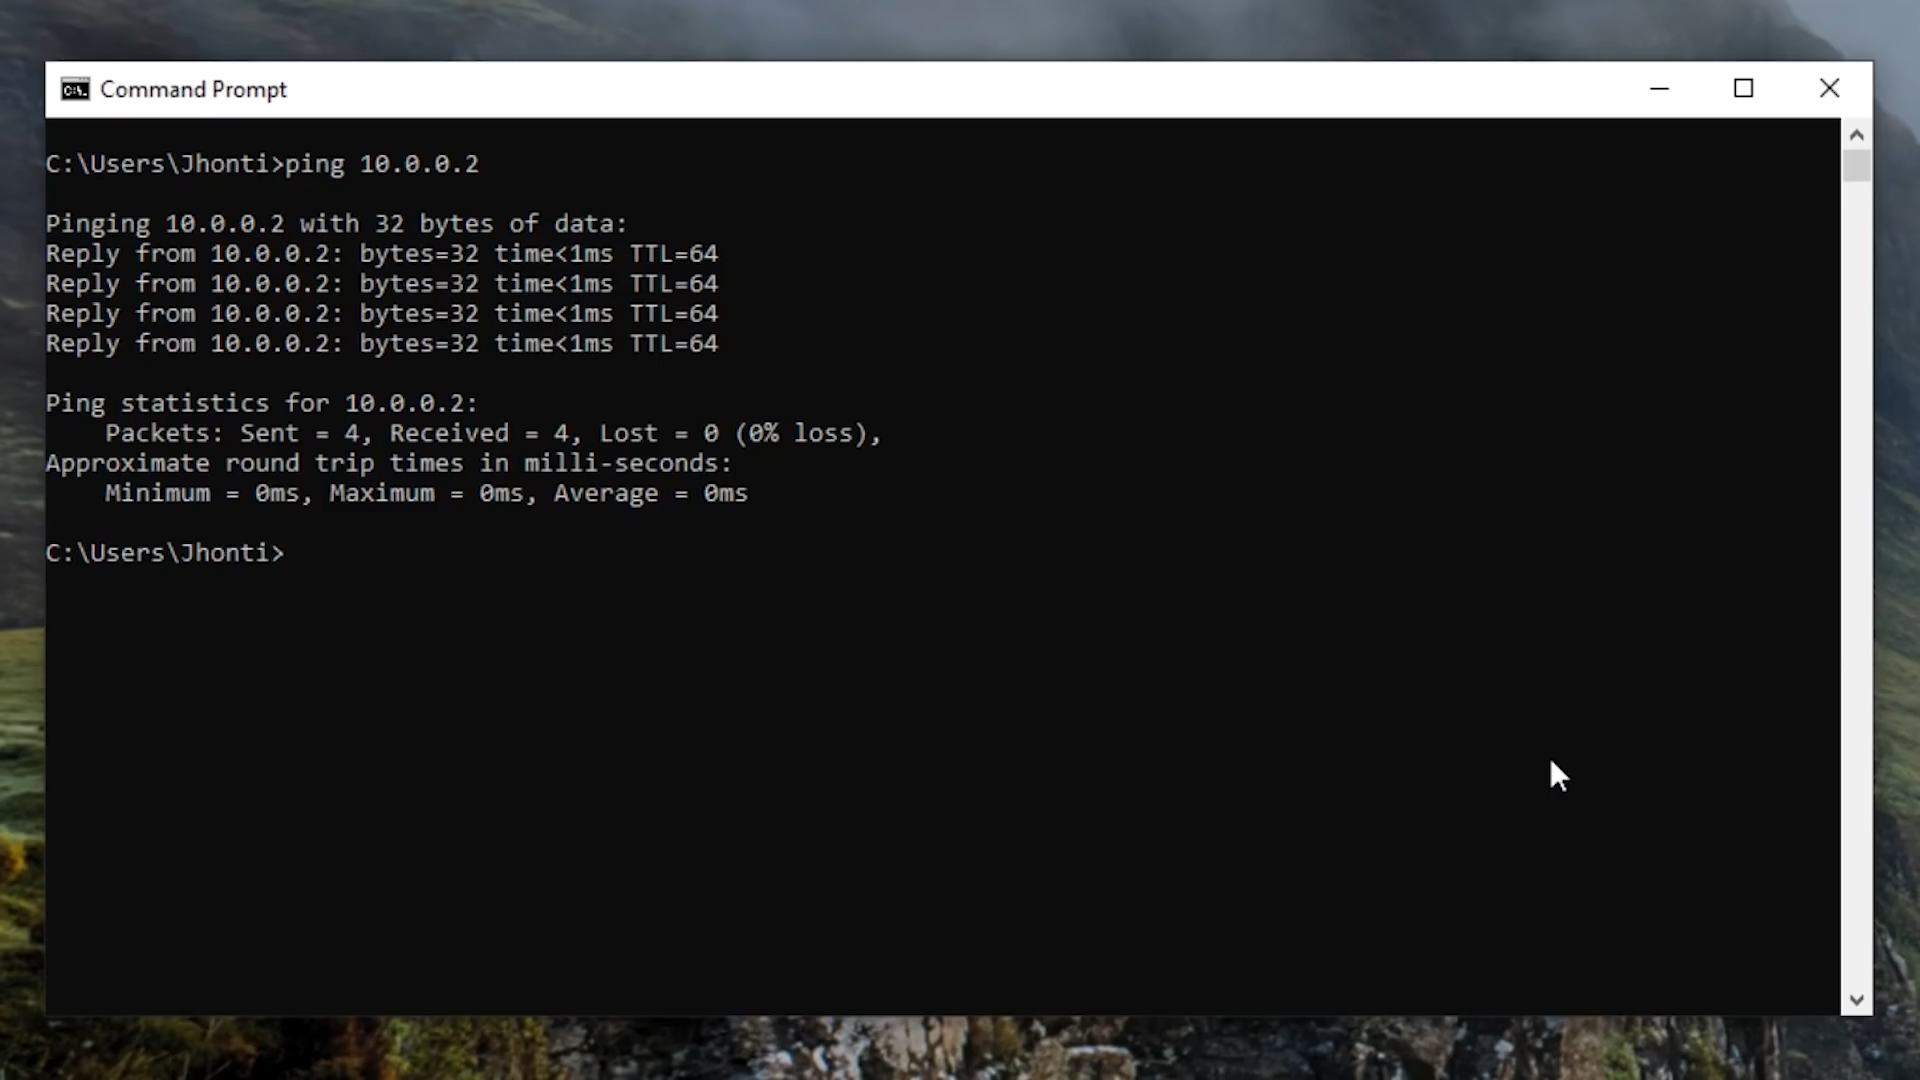 Command Prompt
C:\Users\Jhonti>ping 10.0.0.2
Pinging 10.0.0.2 with 32 bytes of data:
Reply from 10.0.0.2: bytes=32 time<1ms TTL=64
Reply from 10.0.0.2: bytes=32 time<1ms TTL=64
Reply from 10.0.0.2: bytes=32 time<1ms TTL=64
Reply from 10.0.0.2: bytes=32 time<1ms TTL=64
Ping statistics for 10.0.0.2:
    Packets: Sent = 4, Received = 4, Lost = 0 (0% loss),
Approximate round trip times in milli-seconds:
    Minimum = 0ms, Maximum = 0ms, Average = 0ms
C:\Users\Jhonti>